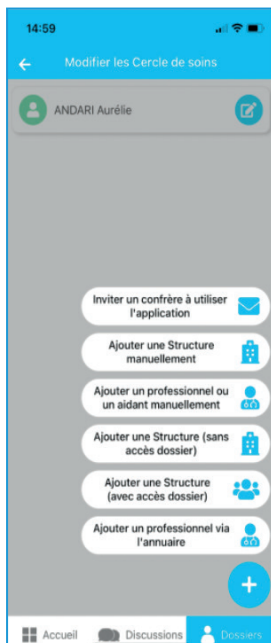 14:59
Modifier les Cercle de soins
ANDARI Aurélie
Inviter un confrère à utiliser
l'application
Ajouter une Structure
manuellement
Ajouter un professionnel ou
un aidant manuellement
Ajouter une Structure (sans
accès dossier)
Ajouter une Structure
(avec accès dossier)
Ajouter un professionnel via
l'annuaire
Accueil Discussions Dossiers